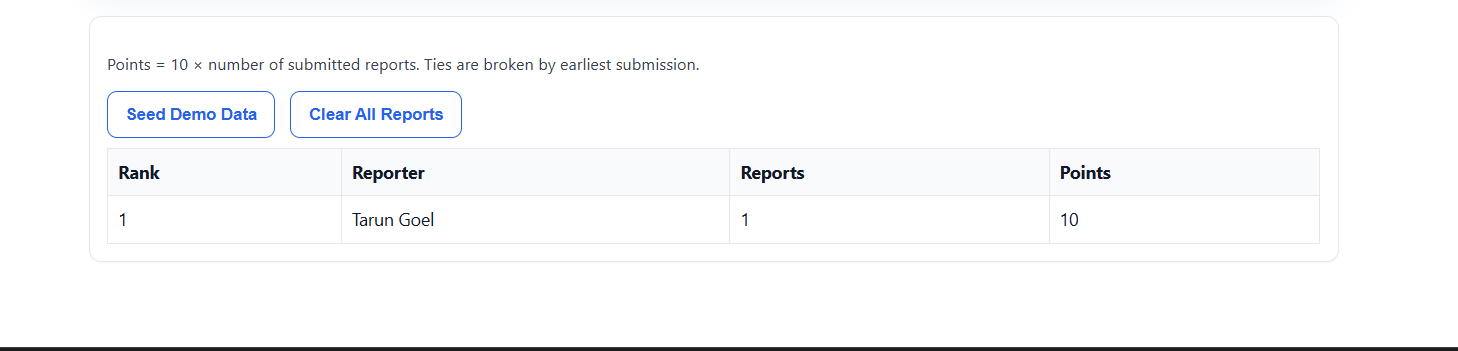 Points = 10 × number of submitted reports. Ties are broken by earliest submission.
Seed Demo Data Clear All Reports
Rank Reporter Reports Points
1 Tarun Goel 1 10